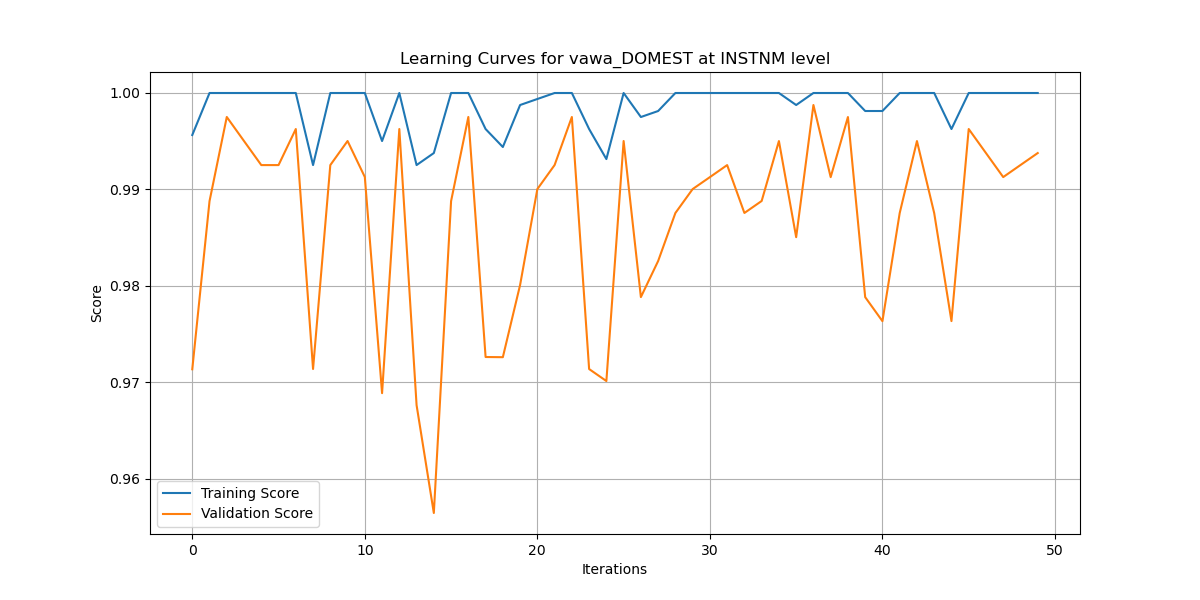 Learning Curves for vawa_DOMEST at INSTNM level
1.00
0.99
0.98
0.97
0.96
Score
Training Score
Validation Score
0 10 20 30 40 50
Iterations